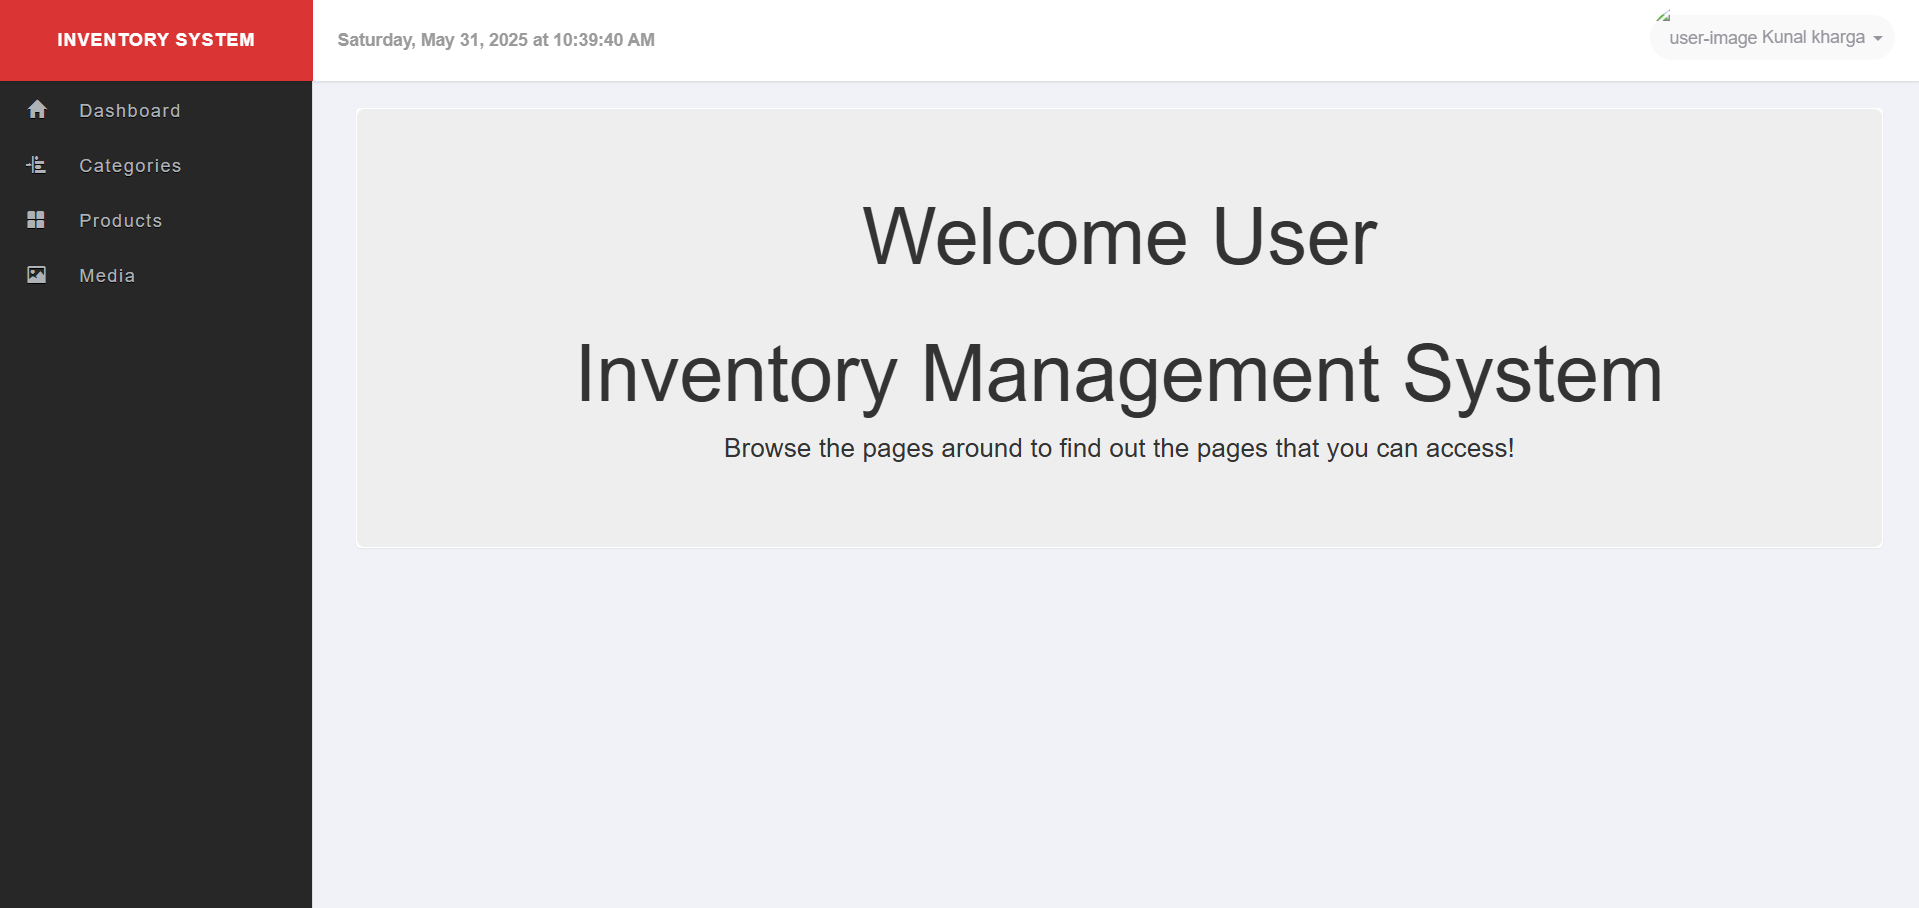 INVENTORY SYSTEM
Saturday, May 31, 2025 at 10:39:40 AM
user-image Kunal kharga
Dashboard
Categories
Products
Media
Welcome User
Inventory Management System
Browse the pages around to find out the pages that you can access!